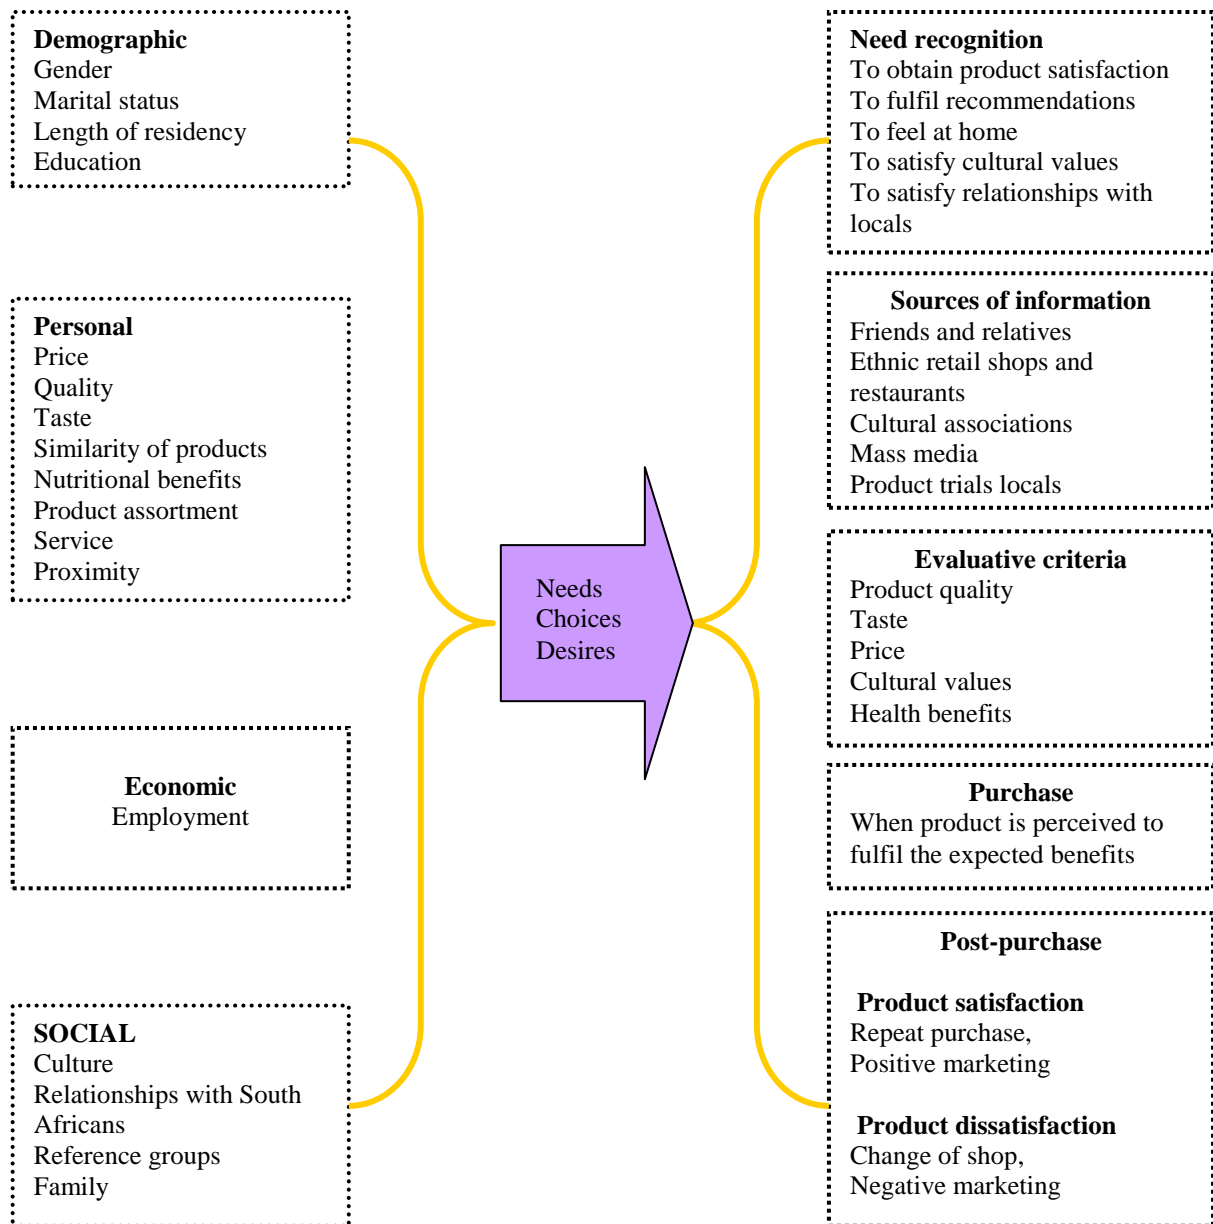 Demographic
Gender
Marital status
Length of residency
Education
Personal
Price
Quality
Taste
Similarity of products
Nutritional benefits
Product assortment
Service
Proximity
Economic
Employment
SOCIAL
Culture
Relationships with South
Africans
Reference groups
Family
Needs
Choices
Desires
Need recognition
To obtain product satisfaction
To fulfil recommendations
To feel at home
To satisfy cultural values
To satisfy relationships with
locals
Sources of information
Friends and relatives
Ethnic retail shops and
restaurants
Cultural associations
Mass media
Product trials locals
Evaluative criteria
Product quality
Taste
Price
Cultural values
Health benefits
Purchase
When product is perceived to
fulfil the expected benefits
Post-purchase
Product satisfaction
Repeat purchase,
Positive marketing
Product dissatisfaction
Change of shop,
Negative marketing